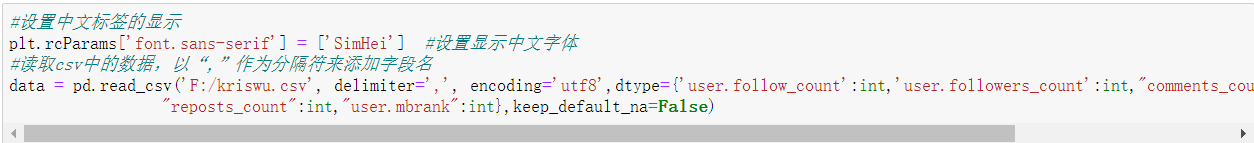 #设置中文标签的显示
plt.rcParams['font.sans-serif'] = ['SimHei']  #设置显示中文字体
#读取csv中的数据，以“,”作为分隔符来添加字段名
data = pd.read_csv('F:/kriswu.csv', delimiter=',', encoding='utf8',dtype={'user.follow_count':int,'user.followers_count':int,"comments_cou
"reposts_count":int,"user.mbrank":int},keep_default_na=False)